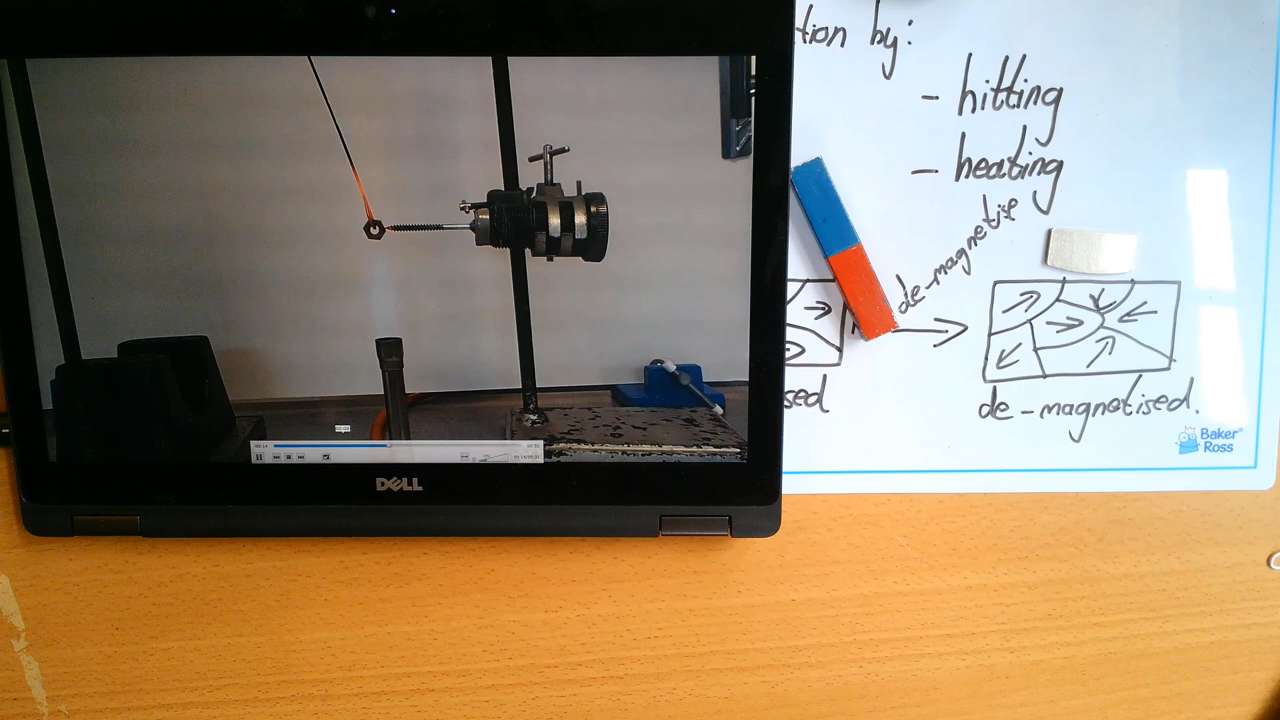 tion by:
- hitting
- heating
de-magnetise
sed
de-magnetised.
Baker
Ross
DELL